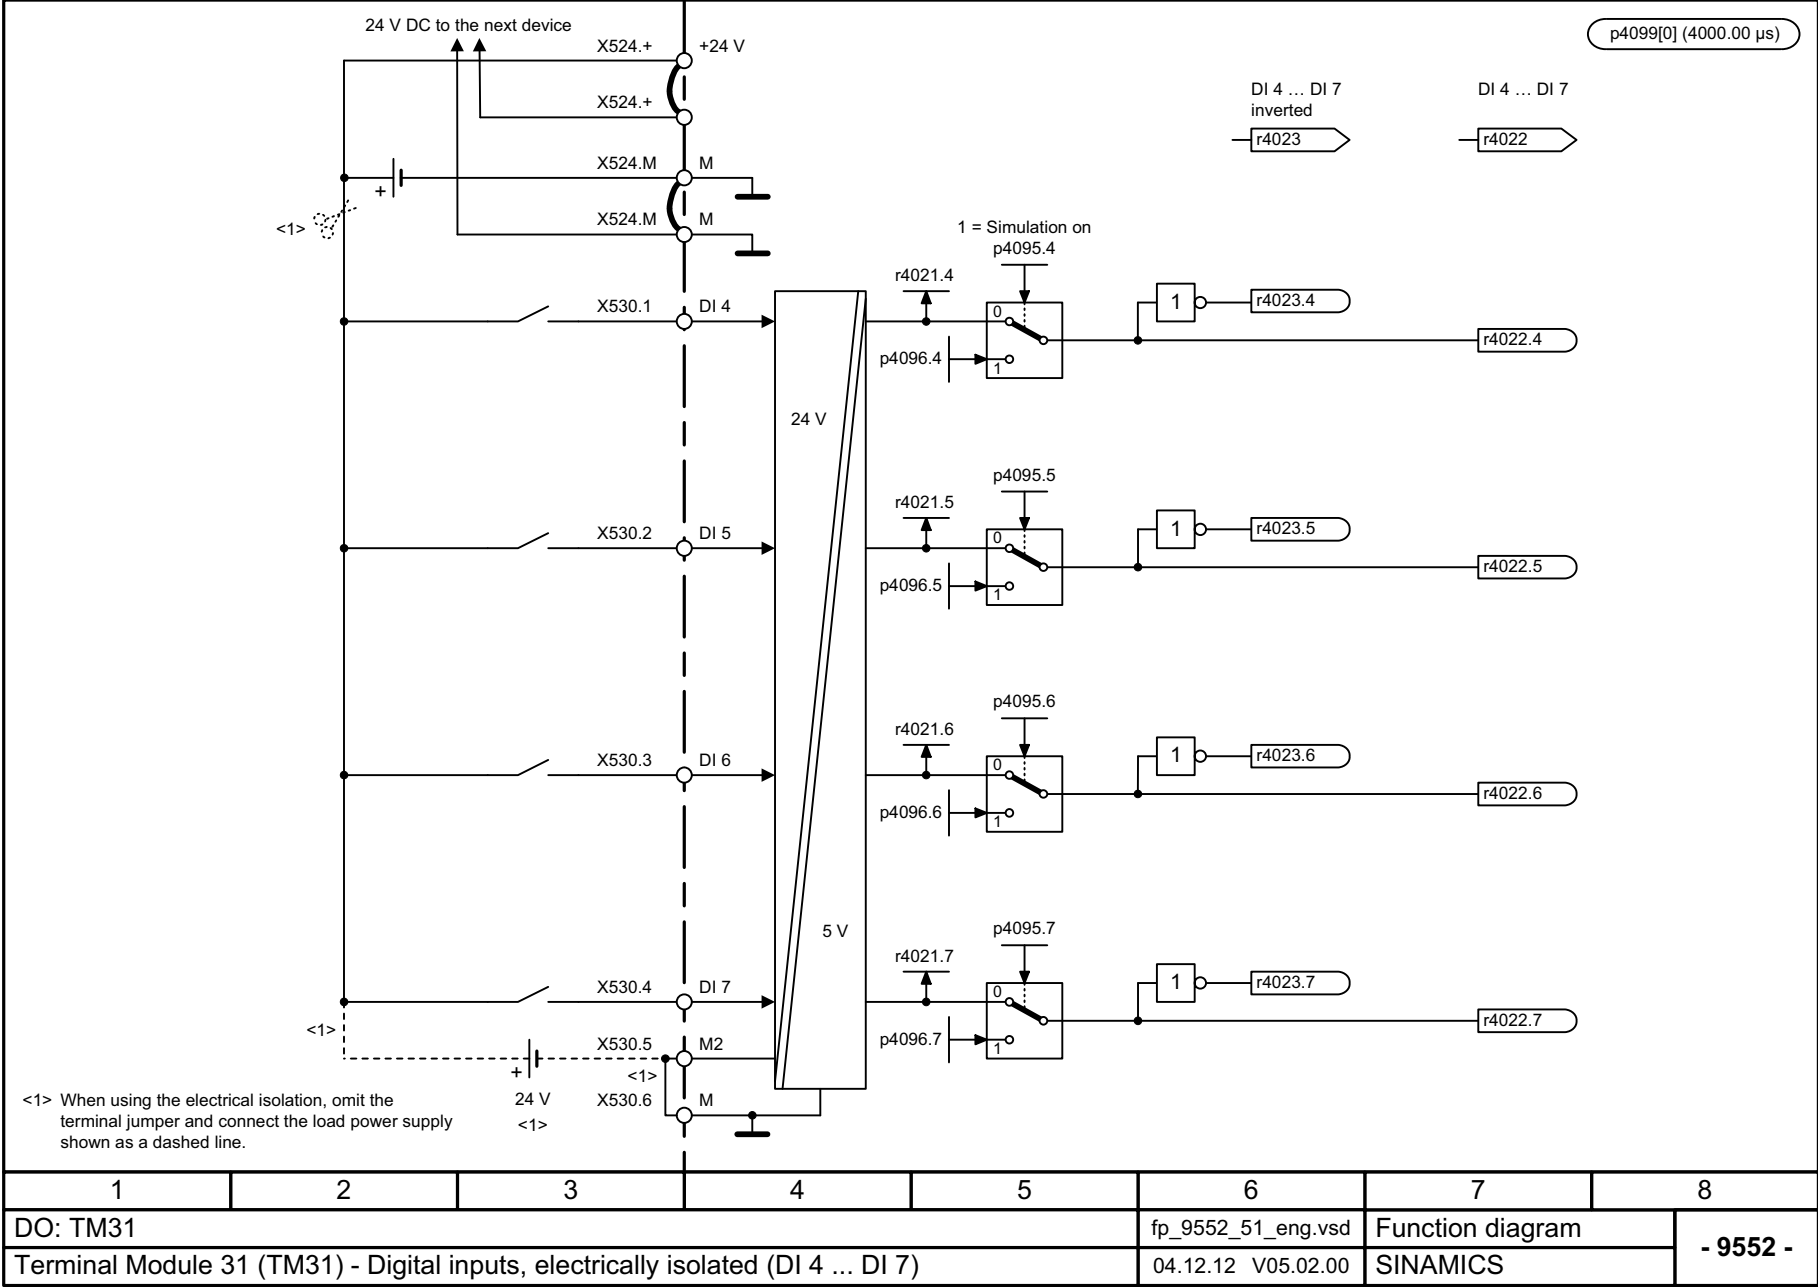 24 V DC to the next device
X524.+
+24 V
p4099[0] (4000.00 µs)
X524.+
DI 4 ... DI 7
inverted
r4023
DI 4 ... DI 7
r4022
X524.M
M
+
X524.M
M
<1>
1 = Simulation on
p4095.4
r4021.4
X530.1
DI 4
0
1
p4096.4
1
r4023.4
r4022.4
24 V
p4095.5
r4021.5
X530.2
DI 5
0
1
p4096.5
1
r4023.5
r4022.5
p4095.6
r4021.6
X530.3
DI 6
0
1
p4096.6
1
r4023.6
r4022.6
5 V
p4095.7
r4021.7
X530.4
DI 7
0
1
p4096.7
1
r4023.7
r4022.7
<1>
X530.5
M2
+
<1>
24 V
<1>
X530.6
M
<1> When using the electrical isolation, omit the
terminal jumper and connect the load power supply
shown as a dashed line.
1 2 3 4 5 6 7 8
DO: TM31
fp_9552_51_eng.vsd
Function diagram
- 9552 -
Terminal Module 31 (TM31) - Digital inputs, electrically isolated (DI 4 ... DI 7)
04.12.12 V05.02.00
SINAMICS